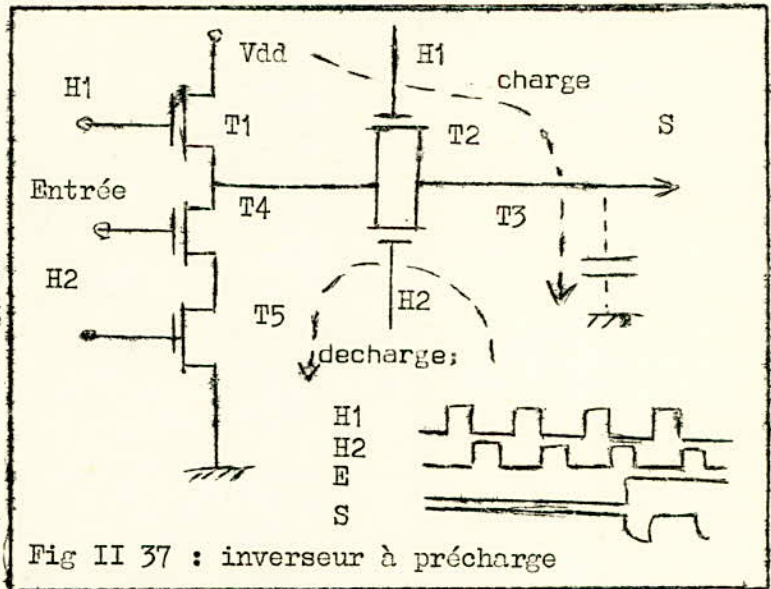 Vdd
H1
charge
H1
T1
T2
S
Entrée
T4
T3
H2
T5
H2
decharge;
H1
H2
E
S
Fig II 37 : inverseur à précharge